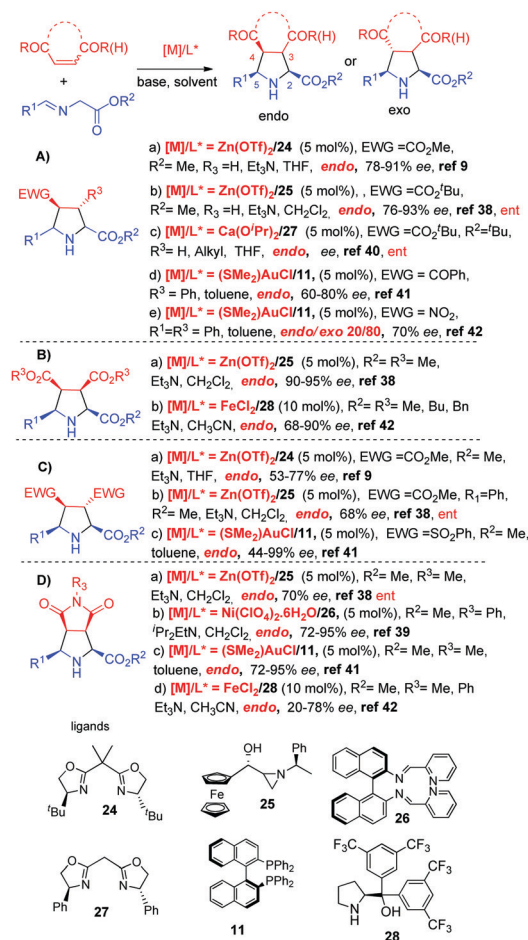 RC COR(H)
+
R1 N O OR2
[M]/L*
base, solvent
RC COR(H)
4 3
R1 5 N H 2 CO2R2
endo
or
RC COR(H)
R1 N H CO2R2
exo
A)
EWG R3
R1 NH CO2R2
a) [M]/L* = Zn(OTf)2/24 (5 mol%), EWG =CO2Me,
R2= Me, R3 =H, Et3N, THF, endo, 78-91% ee, ref 9
b) [M]/L* = Zn(OTf)2/25 (5 mol%), , EWG =CO2tBu,
R2= Me, R3 =H, Et3N, CH2Cl2, endo, 76-93% ee, ref 38, ent
c) [M]/L* = Ca(OiPr)2/27 (5 mol%), EWG =CO2tBu, R2=tBu,
R3= H, Alkyl, THF, endo, ee, ref 40, ent
d) [M]/L* = (SMe2)AuCl/11, (5 mol%), EWG = COPh,
R3 = Ph, toluene, endo, 60-80% ee, ref 41
e) [M]/L* = (SMe2)AuCl/11, (5 mol%), EWG = NO2,
R1=R3 = Ph, toluene, endo/exo 20/80, 70% ee, ref 42
B)
R3O2C CO2R3
R1 NH CO2R2
a) [M]/L* = Zn(OTf)2/25 (5 mol%), R2= R3= Me,
Et3N, CH2Cl2, endo, 90-95% ee, ref 38
b) [M]/L* = FeCl2/28 (10 mol%), R2= R3= Me, Bu, Bn
Et3N, CH3CN, endo, 68-90% ee, ref 42
C)
EWG EWG
R1 NH CO2R2
a) [M]/L* = Zn(OTf)2/24 (5 mol%), EWG =CO2Me, R2= Me,
Et3N, THF, endo, 53-77% ee, ref 9
b) [M]/L* = Zn(OTf)2/25 (5 mol%), EWG =CO2Me, R1=Ph,
R2= Me, Et3N, CH2Cl2, endo, 68% ee, ref 38, ent
c) [M]/L* = (SMe2)AuCl/11, (5 mol%), EWG =SO2Ph, R2= Me,
toluene, endo, 44-99% ee, ref 41
D)
R3
O N O
R1 NH CO2R2
a) [M]/L* = Zn(OTf)2/25 (5 mol%), R2= Me, R3= Me,
Et3N, CH2Cl2, endo, 70% ee, ref 38 ent
b) [M]/L* = Ni(ClO4)2.6H2O/26, (5 mol%), R2= Me, R3= Ph,
iPr2EtN, CH2Cl2, endo, 72-95% ee, ref 39
c) [M]/L* = (SMe2)AuCl/11, (5 mol%), R2= Me, R3= Me,
toluene, endo, 72-95% ee, ref 41
d) [M]/L* = FeCl2/28 (10 mol%), R2= Me, R3= Me, Ph
Et3N, CH3CN, endo, 20-78% ee, ref 42
ligands
O O
N N
tBu tBu
24
OH Ph
N
Fe
25
N
N
N
N
26
O O
N N
Ph Ph
27
PPh2
PPh2
11
CF3
F3C
CF3
NH OH
CF3
28